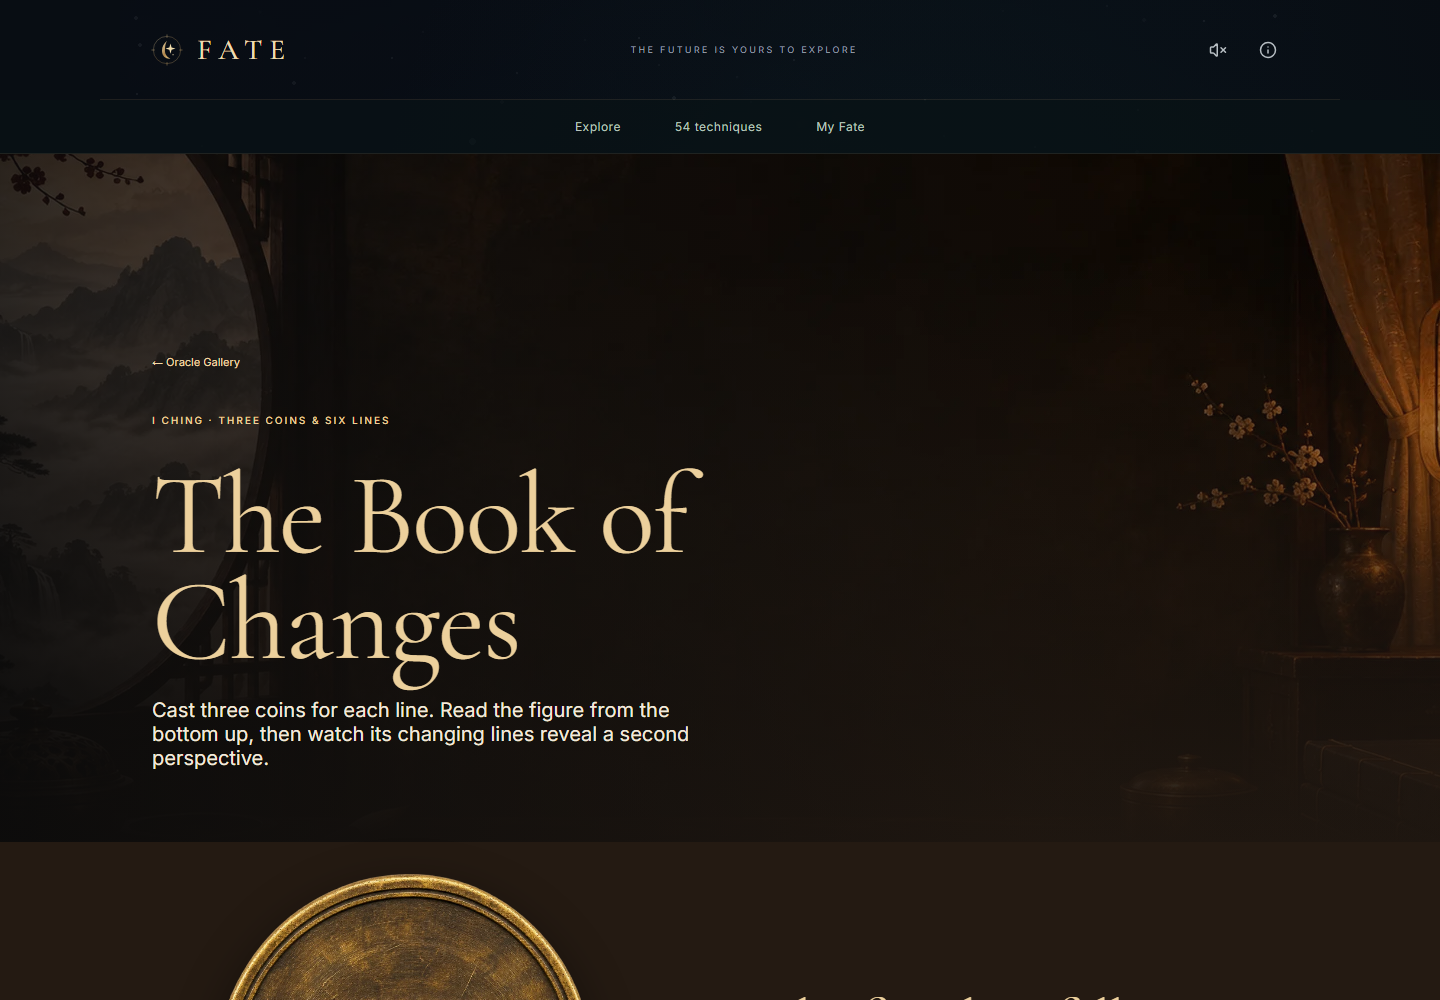 FATE
THE FUTURE IS YOURS TO EXPLORE
Explore
54 techniques
My Fate
← Oracle Gallery
I CHING · THREE COINS & SIX LINES
The Book of
Changes
Cast three coins for each line. Read the figure from the
bottom up, then watch its changing lines reveal a second
perspective.